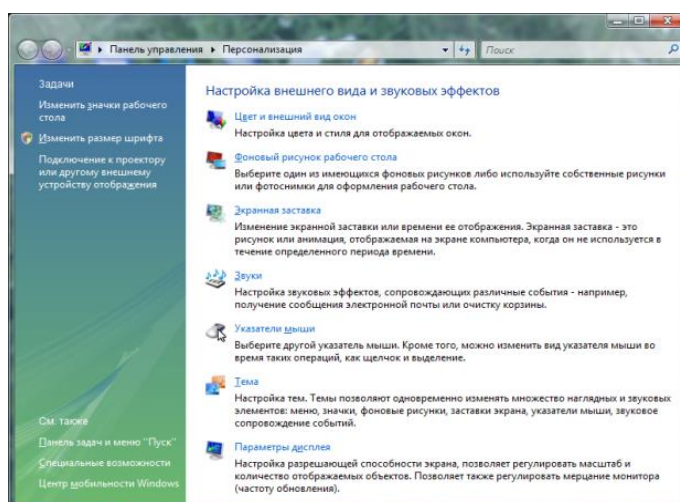 Панель управления ▸ Персонализация
Поиск
Задачи
Изменить значки рабочего
стола
Изменить размер шрифта
Подключение к проектору
или другому внешнему
устройству отображения
См. также
Панель задач и меню "Пуск"
Специальные возможности
Центр мобильности Windows
Настройка внешнего вида и звуковых эффектов
Цвет и внешний вид окон
Настройка цвета и стиля для отображаемых окон.
Фоновый рисунок рабочего стола
Выберите один из имеющихся фоновых рисунков либо используйте собственные рисунки
или фотоснимки для оформления рабочего стола.
Экранная заставка
Изменение экранной заставки или времени ее отображения. Экранная заставка - это
рисунок или анимация, отображаемая на экране компьютера, когда он не используется в
течение определенного периода времени.
Звуки
Настройка звуковых эффектов, сопровождающих различные события - например,
получение сообщения электронной почты или очистку корзины.
Указатели мыши
Выберите другой указатель мыши. Кроме того, можно изменить вид указателя мыши во
время таких операций, как щелчок и выделение.
Тема
Настройка тем. Темы позволяют одновременно изменять множество наглядных и звуковых
элементов: меню, значки, фоновые рисунки, заставки экрана, указатели мыши, звуковое
сопровождение событий.
Параметры дисплея
Настройка разрешающей способности экрана, позволяет регулировать масштаб и
количество отображаемых объектов. Позволяет также регулировать мерцание монитора
(частоту обновления).